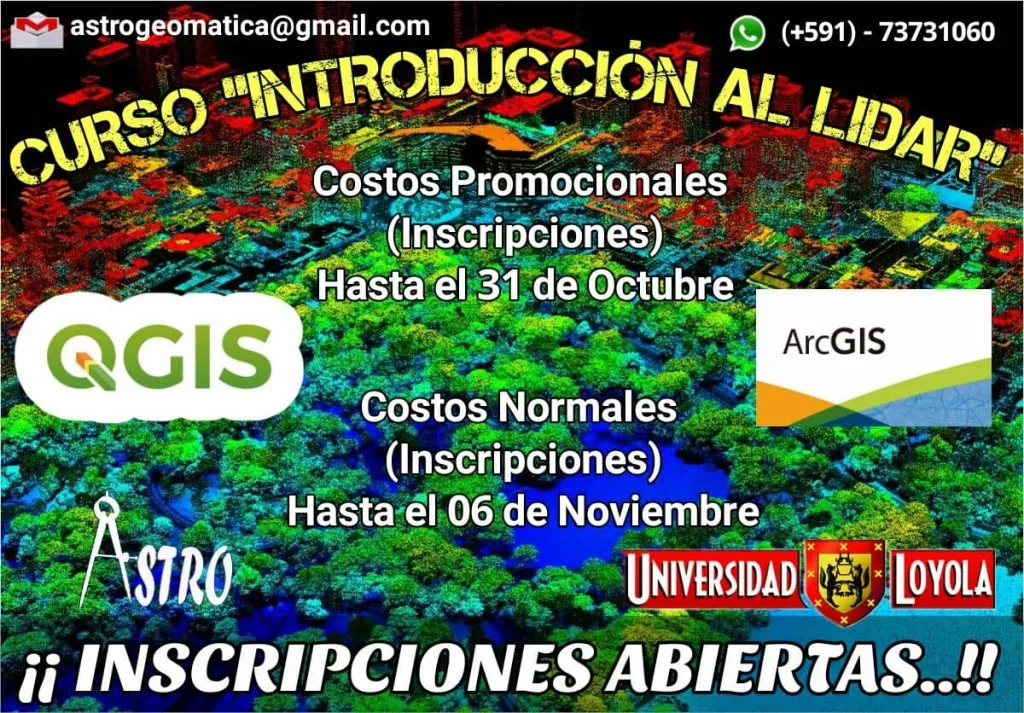 astrogeomatica@gmail.com
(+591) - 73731060
CURSO "INTRODUCCIÓN AL LIDAR"
Costos Promocionales
(Inscripciones)
Hasta el 31 de Octubre
QGIS
ArcGIS
Costos Normales
(Inscripciones)
Hasta el 06 de Noviembre
ASTRO
UNIVERSIDAD LOYOLA
¡¡ INSCRIPCIONES ABIERTAS..!!